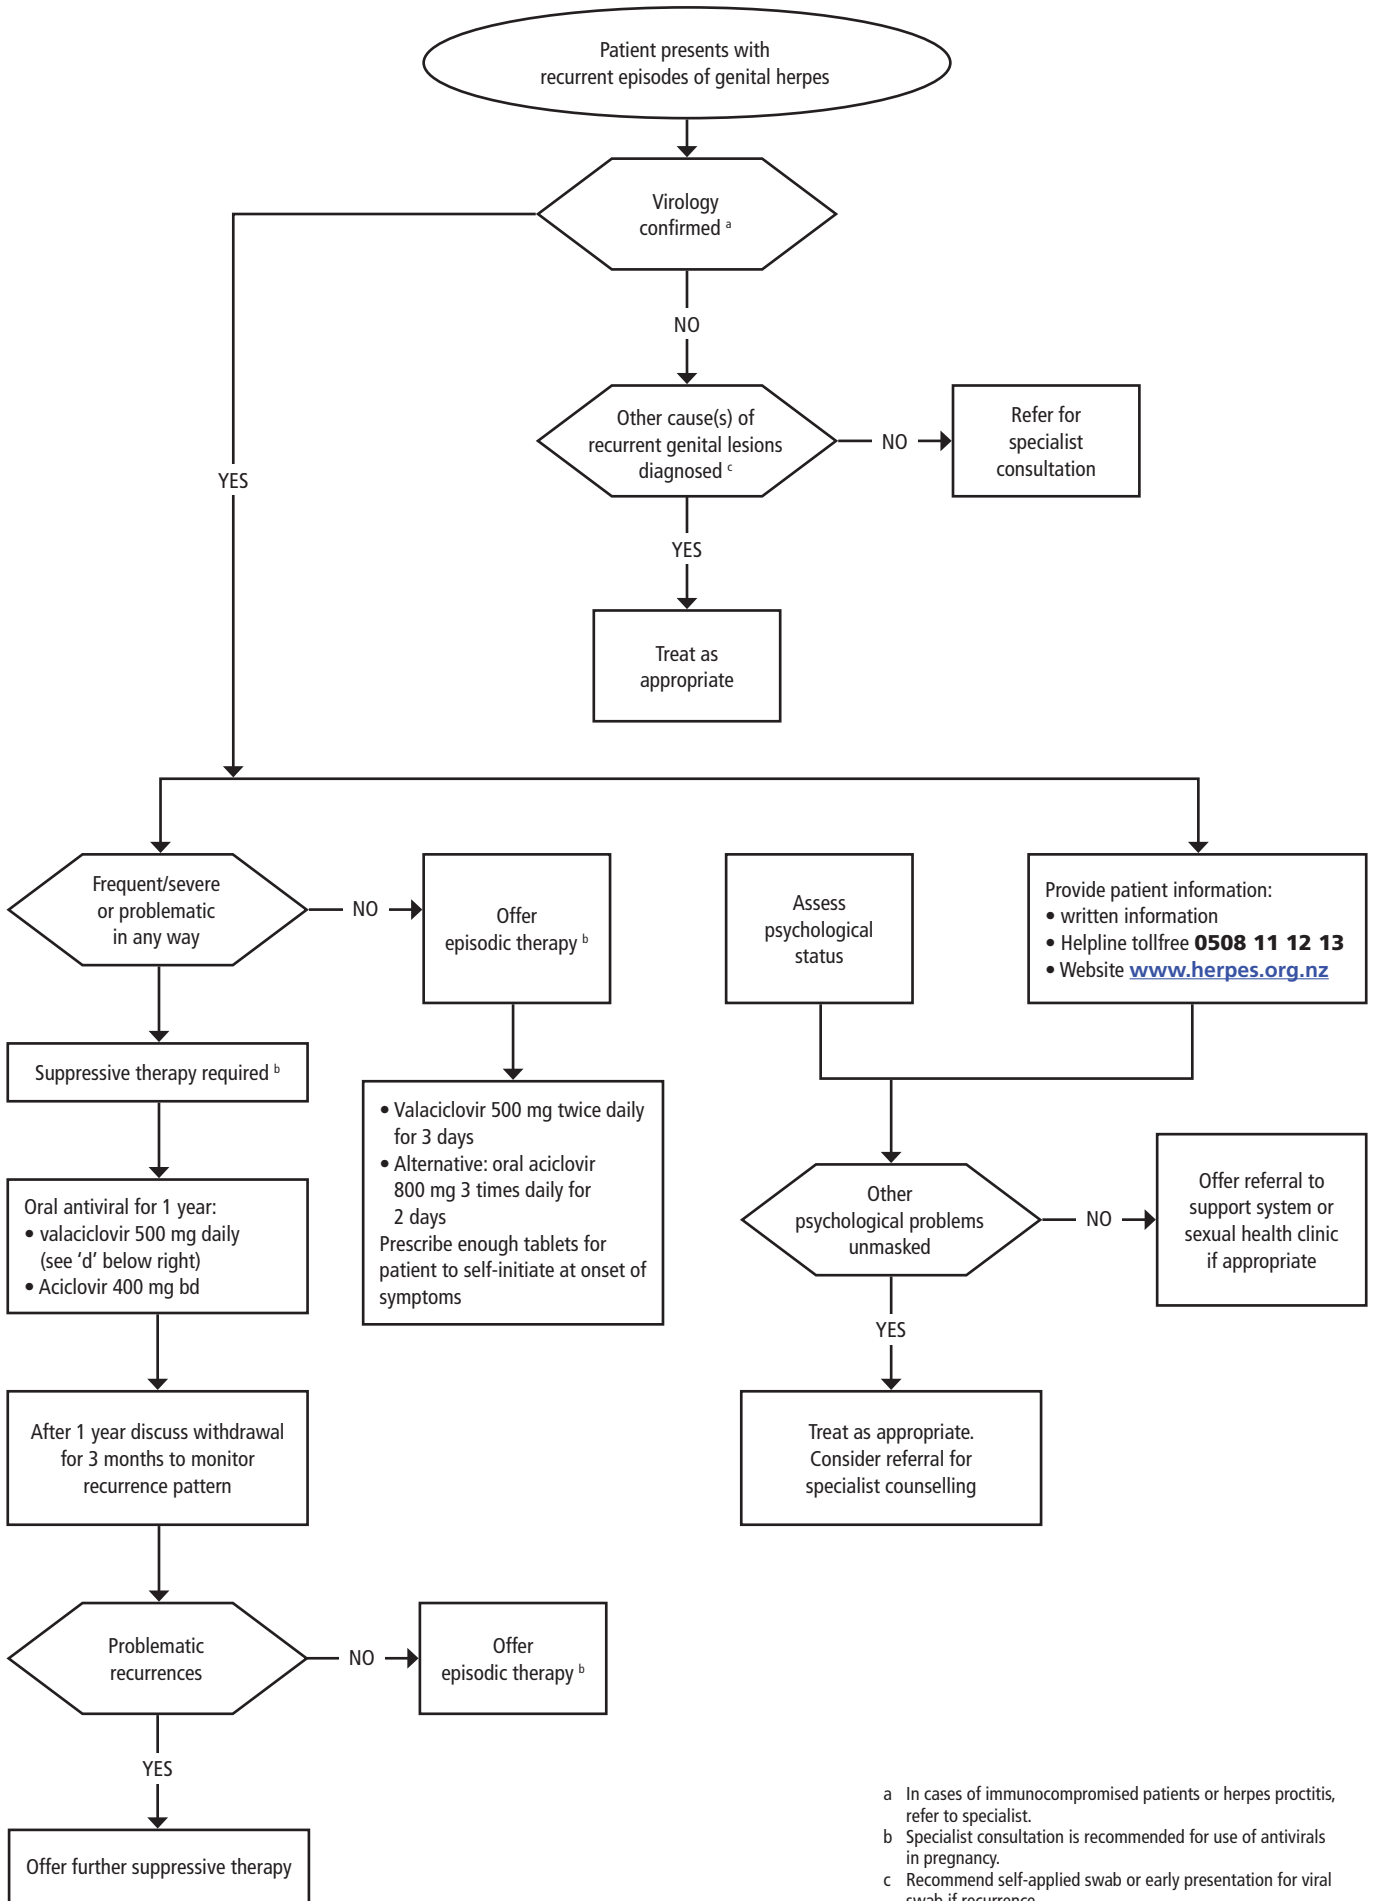 Patient presents with
recurrent episodes of genital herpes
Virology
confirmed a
NO
Other cause(s) of
recurrent genital lesions
diagnosed c
NO
Refer for
specialist
consultation
YES
YES
Treat as
appropriate
Frequent/severe
or problematic
in any way
NO
Offer
episodic therapy b
Assess
psychological
status
Provide patient information:
• written information
• Helpline tollfree 0508 11 12 13
• Website www.herpes.org.nz
Suppressive therapy required b
• Valaciclovir 500 mg twice daily
for 3 days
• Alternative: oral aciclovir
800 mg 3 times daily for
2 days
Prescribe enough tablets for
patient to self-initiate at onset of
symptoms
Oral antiviral for 1 year:
• valaciclovir 500 mg daily
(see ‘d’ below right)
• Aciclovir 400 mg bd
Other
psychological problems
unmasked
NO
Offer referral to
support system or
sexual health clinic
if appropriate
YES
After 1 year discuss withdrawal
for 3 months to monitor
recurrence pattern
Treat as appropriate.
Consider referral for
specialist counselling
Problematic
recurrences
NO
Offer
episodic therapy b
YES
Offer further suppressive therapy
a In cases of immunocompromised patients or herpes proctitis,
refer to specialist.
b Specialist consultation is recommended for use of antivirals
in pregnancy.
c Recommend self-applied swab or early presentation for viral
swab if recurrence